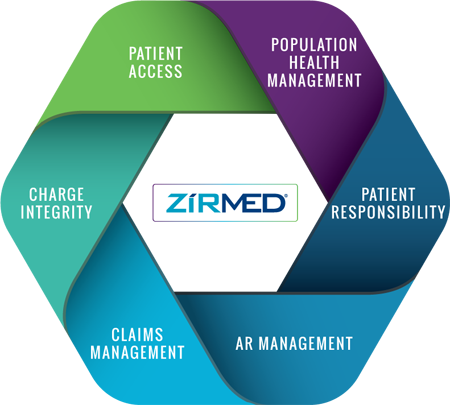 PATIENT
ACCESS
POPULATION
HEALTH
MANAGEMENT
CHARGE
INTEGRITY
ZiRMED®
PATIENT
RESPONSIBILITY
CLAIMS
MANAGEMENT
AR MANAGEMENT